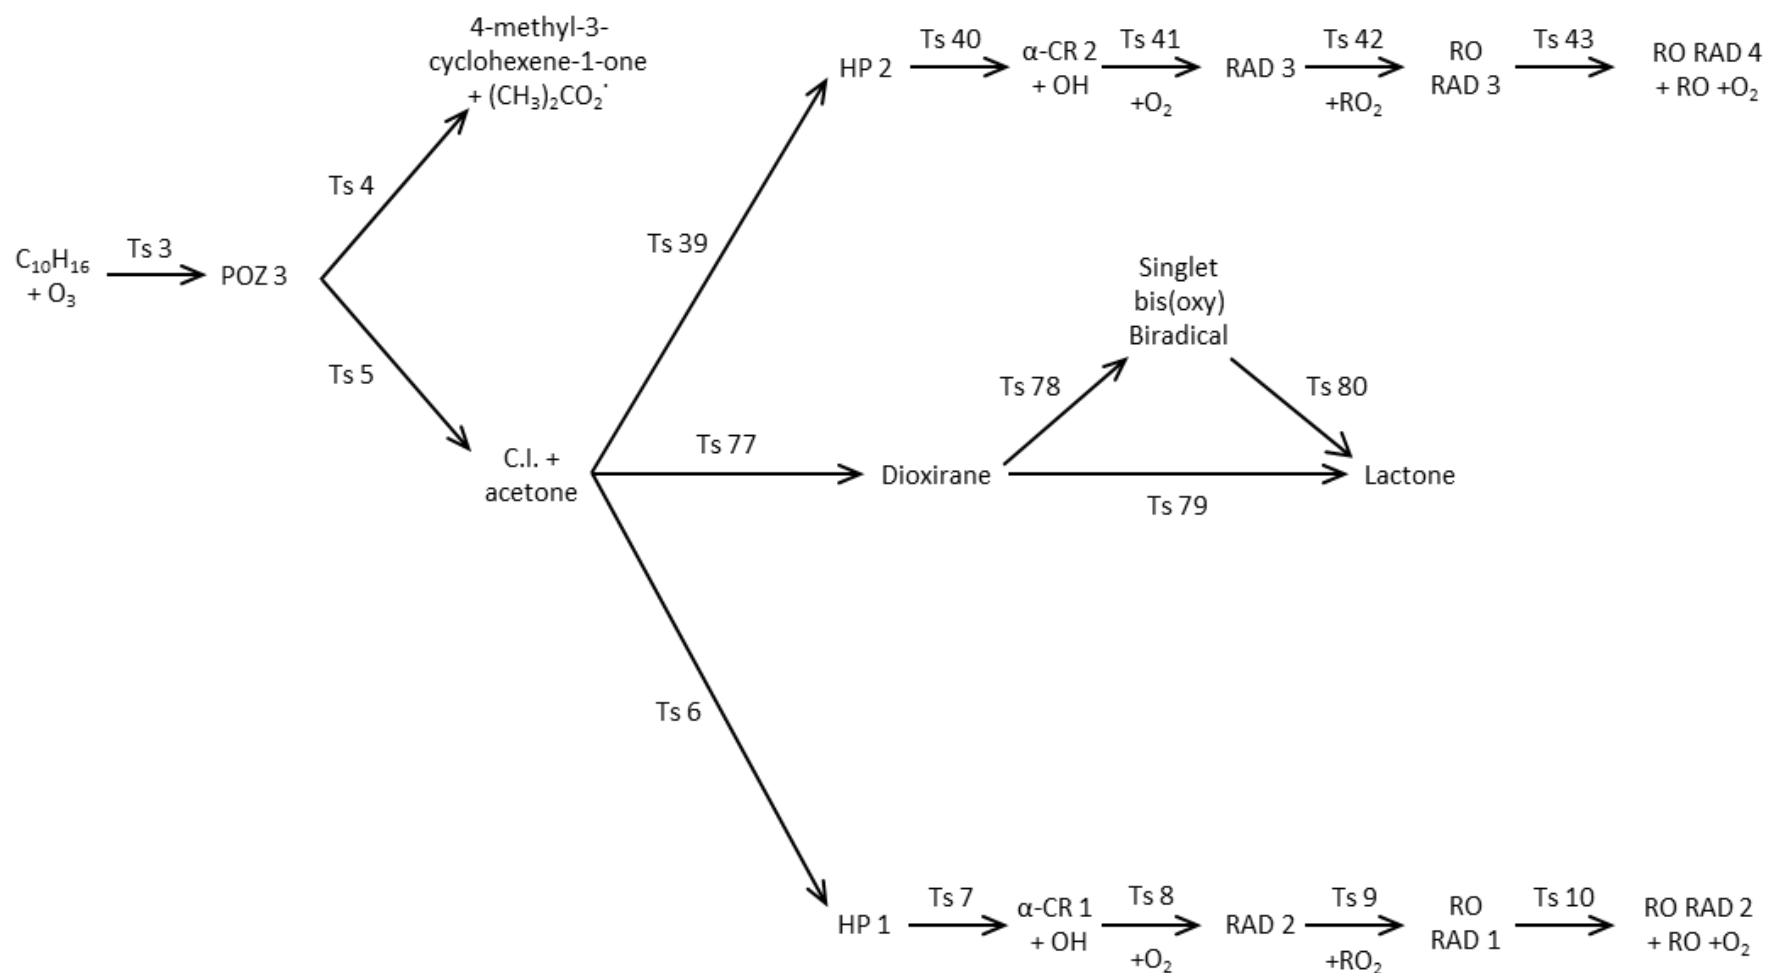 4-methyl-3-
cyclohexene-1-one
+ (CH₃)₂CO₂˙
Ts 4
C₁₀H₁₆
+ O₃
Ts 3
POZ 3
Ts 5
C.I. +
acetone
Ts 39
HP 2
Ts 40
α-CR 2
+ OH
Ts 41
+O₂
RAD 3
Ts 42
+RO₂
RO
RAD 3
Ts 43
RO RAD 4
+ RO +O₂
Ts 77
Dioxirane
Ts 78
Singlet
bis(oxy)
Biradical
Ts 80
Ts 79
Lactone
Ts 6
HP 1
Ts 7
α-CR 1
+ OH
Ts 8
+O₂
RAD 2
Ts 9
+RO₂
RO
RAD 1
Ts 10
RO RAD 2
+ RO +O₂